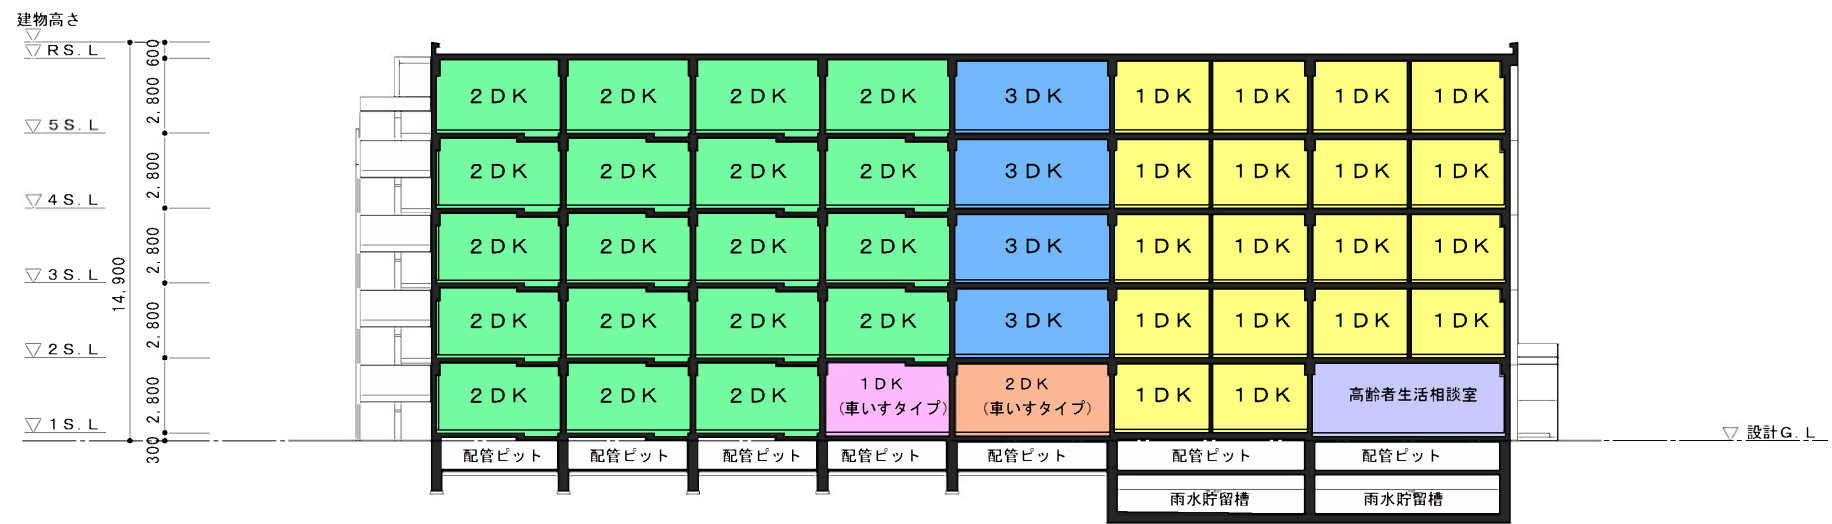 建物高さ
RS.L
600
2,800
2DK 2DK 2DK 2DK 3DK 1DK 1DK 1DK 1DK
5S.L
2,800
2DK 2DK 2DK 2DK 3DK 1DK 1DK 1DK 1DK
4S.L
2,800
2DK 2DK 2DK 2DK 3DK 1DK 1DK 1DK 1DK
3S.L
14,900
2,800
2DK 2DK 2DK 2DK 3DK 1DK 1DK 1DK 1DK
2S.L
2,800
2DK 2DK 2DK 1DK
(車いすタイプ)
2DK
(車いすタイプ)
1DK 1DK 高齢者生活相談室
1S.L
300
設計G.L
配管ピット 配管ピット 配管ピット 配管ピット 配管ピット 配管ピット 配管ピット
雨水貯留槽 雨水貯留槽